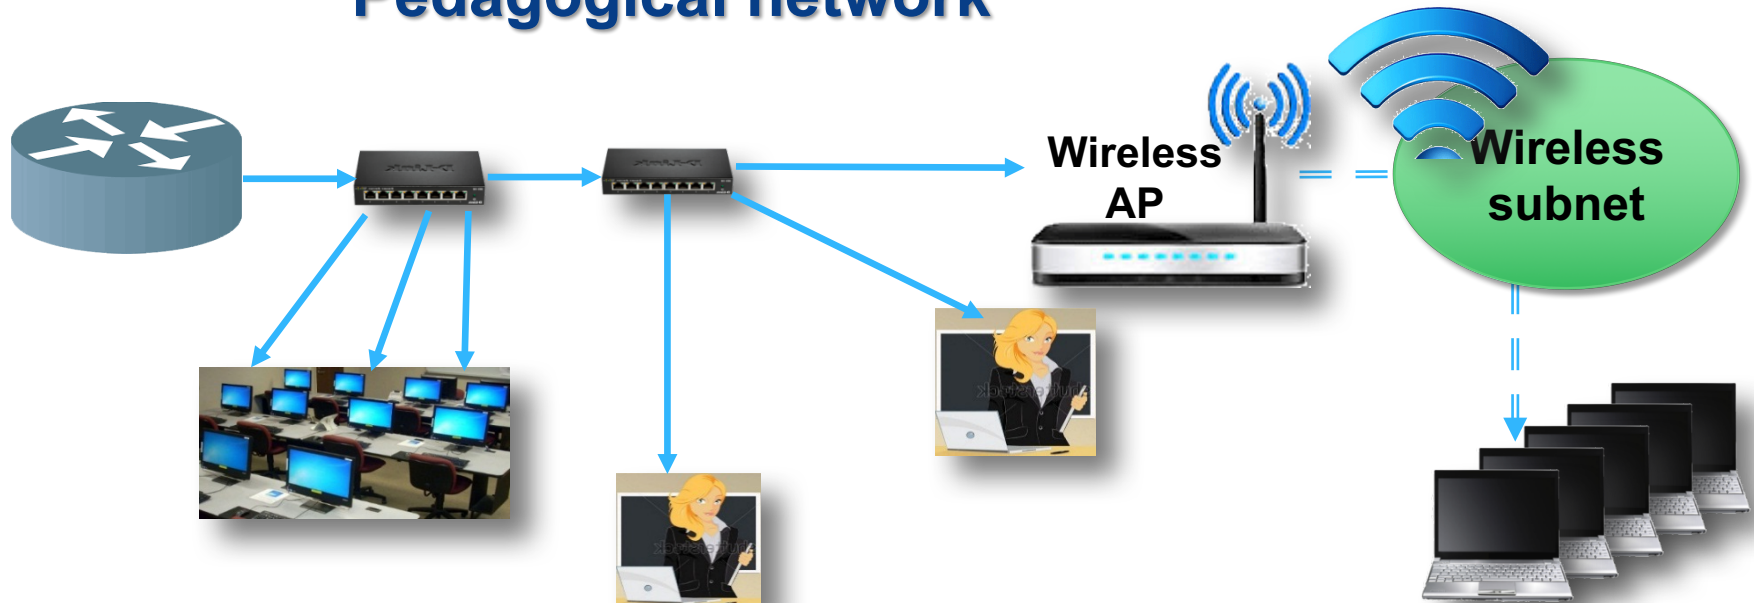 Pedagogical network
Wireless
AP
Wireless
subnet